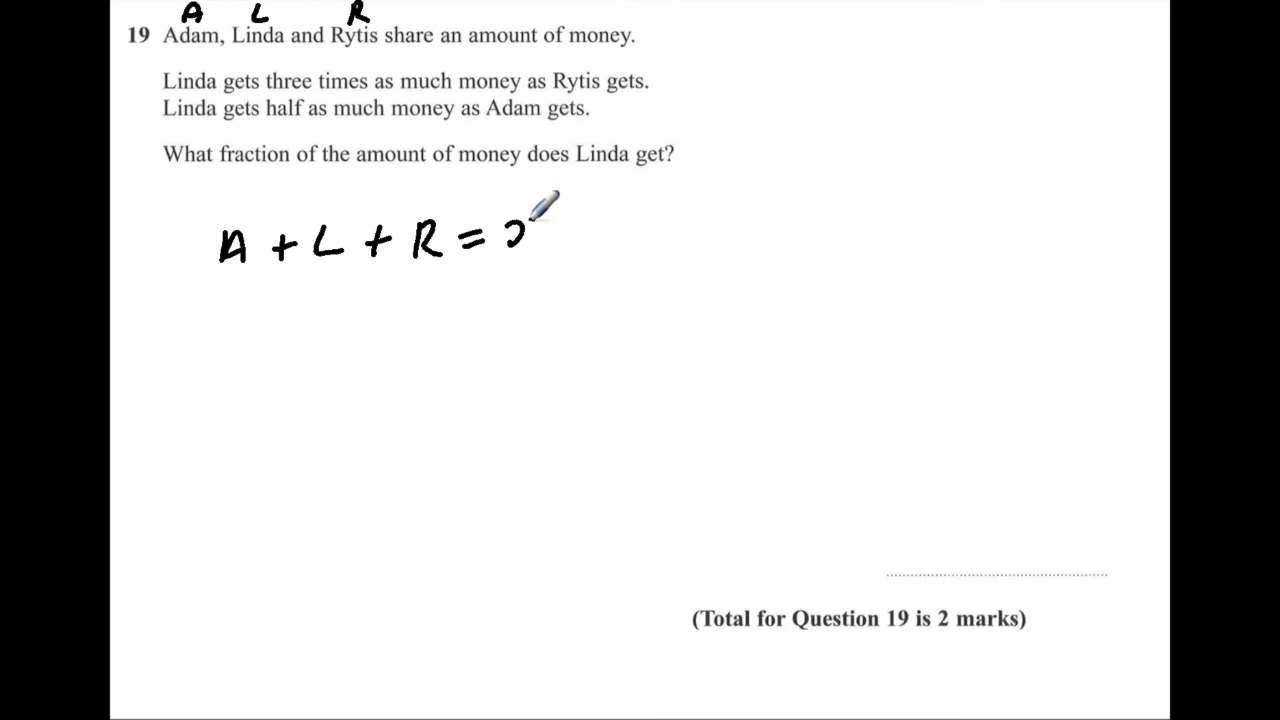 A L R
19 Adam, Linda and Rytis share an amount of money.
Linda gets three times as much money as Rytis gets.
Linda gets half as much money as Adam gets.
What fraction of the amount of money does Linda get?
A + L + R =
(Total for Question 19 is 2 marks)